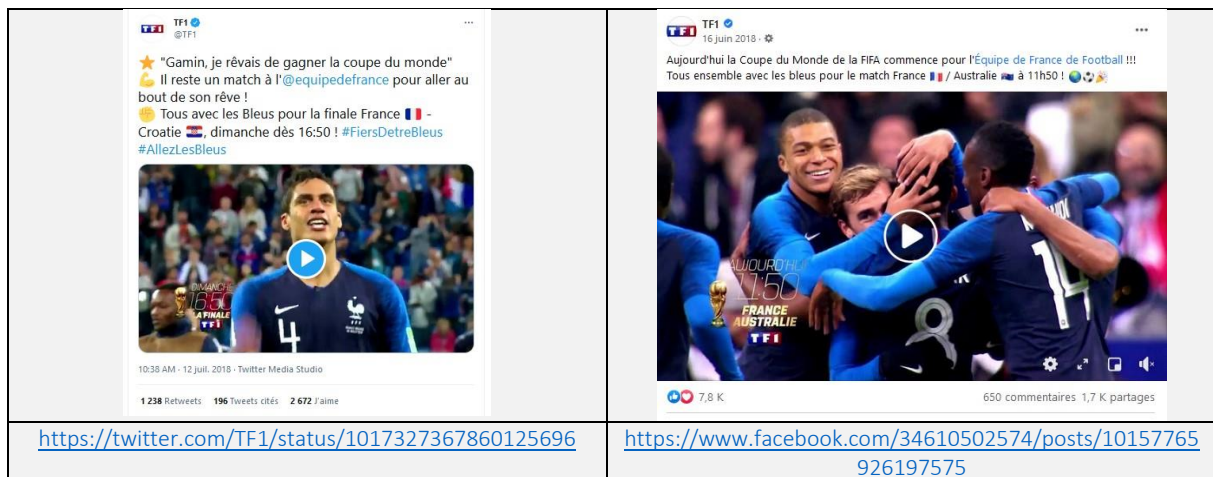 TF1
@TF1
⭐ "Gamin, je rêvais de gagner la coupe du monde"
💪 Il reste un match à l'@equipedefrance pour aller au
bout de son rêve !
✊ Tous avec les Bleus pour la finale France 🇫🇷 -
Croatie 🇭🇷, dimanche dès 16:50 ! #FiersDetreBleus
#AllezLesBleus
DIMANCHE
16:50
LA FINALE
TF1
4
10:38 AM · 12 juil. 2018 · Twitter Media Studio
1 238 Retweets 196 Tweets cités 2 672 J'aime
https://twitter.com/TF1/status/1017327367860125696
TF1
TF1
16 juin 2018 ·
Aujourd'hui la Coupe du Monde de la FIFA commence pour l'Équipe de France de Football !!!
Tous ensemble avec les bleus pour le match France 🇫🇷 / Australie 🇦🇺 à 11h50 ! 🌍⚽🎉
AUJOURD'HUI
11:50
FRANCE
AUSTRALIE
TF1
8
14
7,8 K
650 commentaires 1,7 K partages
https://www.facebook.com/34610502574/posts/10157765
926197575